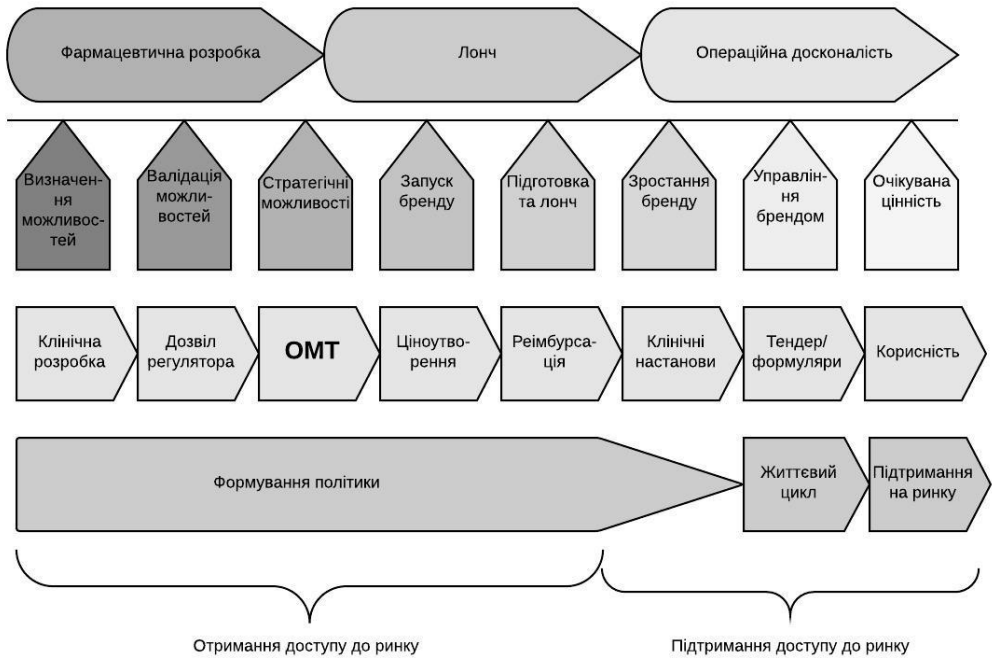 Фармацевтична розробка
Лонч
Операційна досконалість
Визначен-
ня
можливос-
тей
Валідація
можли-
востей
Стратегічні
можливості
Запуск
бренду
Підготовка
та лонч
Зростання
бренду
Управлін-
ня
брендом
Очікувана
цінність
Клінічна
розробка
Дозвіл
регулятора
ОМТ
Ціноутво-
рення
Реімбурса-
ція
Клінічні
настанови
Тендер/
формуляри
Корисність
Формування політики
Життєвий
цикл
Підтримання
на ринку
Отримання доступу до ринку
Підтримання доступу до ринку